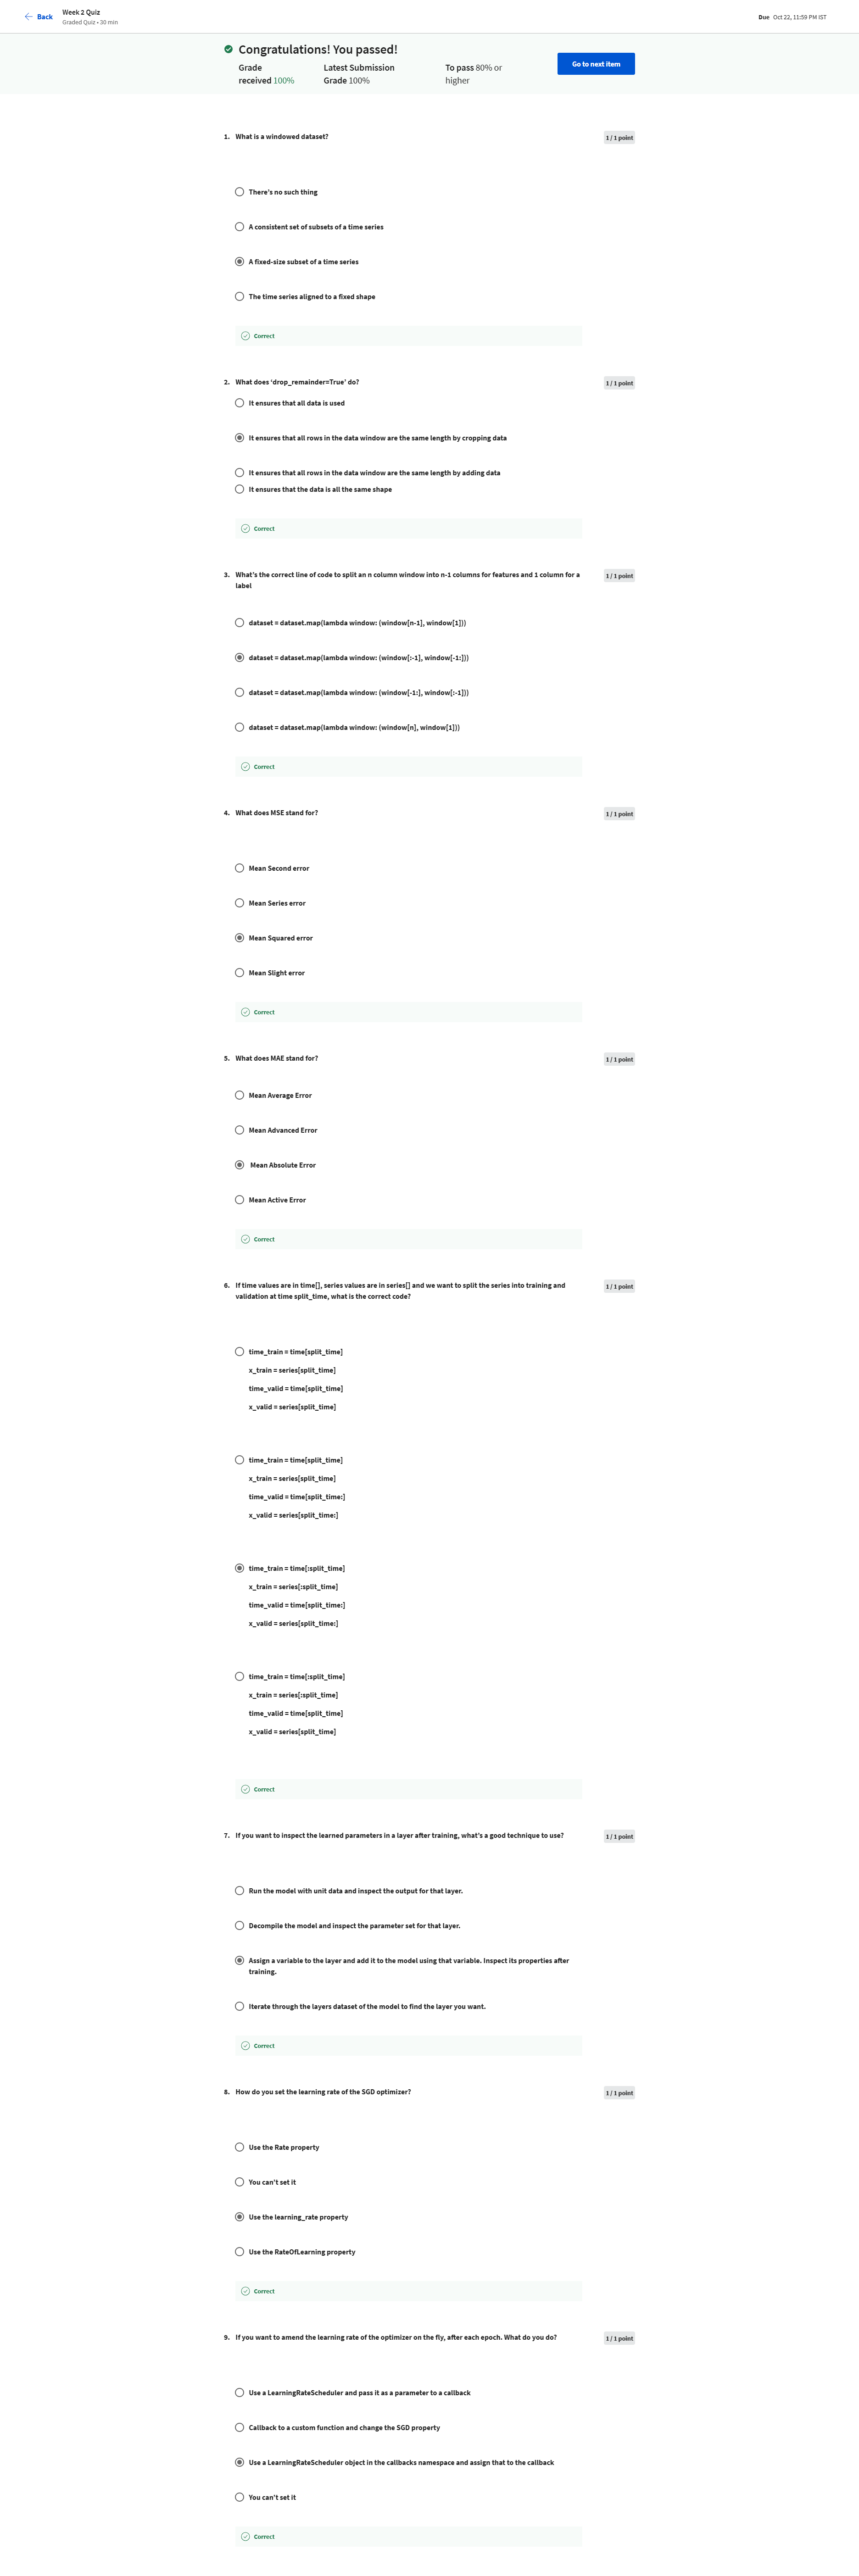 Back
Week 2 Quiz
Graded Quiz • 30 min
Due Oct 22, 11:59 PM IST
Congratulations! You passed!
Grade
received 100%
Latest Submission
Grade 100%
To pass 80% or
higher
Go to next item
1. What is a windowed dataset?
1 / 1 point
There's no such thing
A consistent set of subsets of a time series
A fixed-size subset of a time series
The time series aligned to a fixed shape
Correct
2. What does ‘drop_remainder=True’ do?
1 / 1 point
It ensures that all data is used
It ensures that all rows in the data window are the same length by cropping data
It ensures that all rows in the data window are the same length by adding data
It ensures that the data is all the same shape
Correct
3. What's the correct line of code to split an n column window into n-1 columns for features and 1 column for a
label
1 / 1 point
dataset = dataset.map(lambda window: (window[n-1], window[1]))
dataset = dataset.map(lambda window: (window[:-1], window[-1:]))
dataset = dataset.map(lambda window: (window[-1:], window[:-1]))
dataset = dataset.map(lambda window: (window[n], window[1]))
Correct
4. What does MSE stand for?
1 / 1 point
Mean Second error
Mean Series error
Mean Squared error
Mean Slight error
Correct
5. What does MAE stand for?
1 / 1 point
Mean Average Error
Mean Advanced Error
Mean Absolute Error
Mean Active Error
Correct
6. If time values are in time[], series values are in series[] and we want to split the series into training and
validation at time split_time, what is the correct code?
1 / 1 point
time_train = time[split_time]
x_train = series[split_time]
time_valid = time[split_time]
x_valid = series[split_time]
time_train = time[split_time]
x_train = series[split_time]
time_valid = time[split_time:]
x_valid = series[split_time:]
time_train = time[:split_time]
x_train = series[:split_time]
time_valid = time[split_time:]
x_valid = series[split_time:]
time_train = time[:split_time]
x_train = series[:split_time]
time_valid = time[split_time]
x_valid = series[split_time]
Correct
7. If you want to inspect the learned parameters in a layer after training, what's a good technique to use?
1 / 1 point
Run the model with unit data and inspect the output for that layer.
Decompile the model and inspect the parameter set for that layer.
Assign a variable to the layer and add it to the model using that variable. Inspect its properties after
training.
Iterate through the layers dataset of the model to find the layer you want.
Correct
8. How do you set the learning rate of the SGD optimizer?
1 / 1 point
Use the Rate property
You can't set it
Use the learning_rate property
Use the RateOfLearning property
Correct
9. If you want to amend the learning rate of the optimizer on the fly, after each epoch. What do you do?
1 / 1 point
Use a LearningRateScheduler and pass it as a parameter to a callback
Callback to a custom function and change the SGD property
Use a LearningRateScheduler object in the callbacks namespace and assign that to the callback
You can't set it
Correct